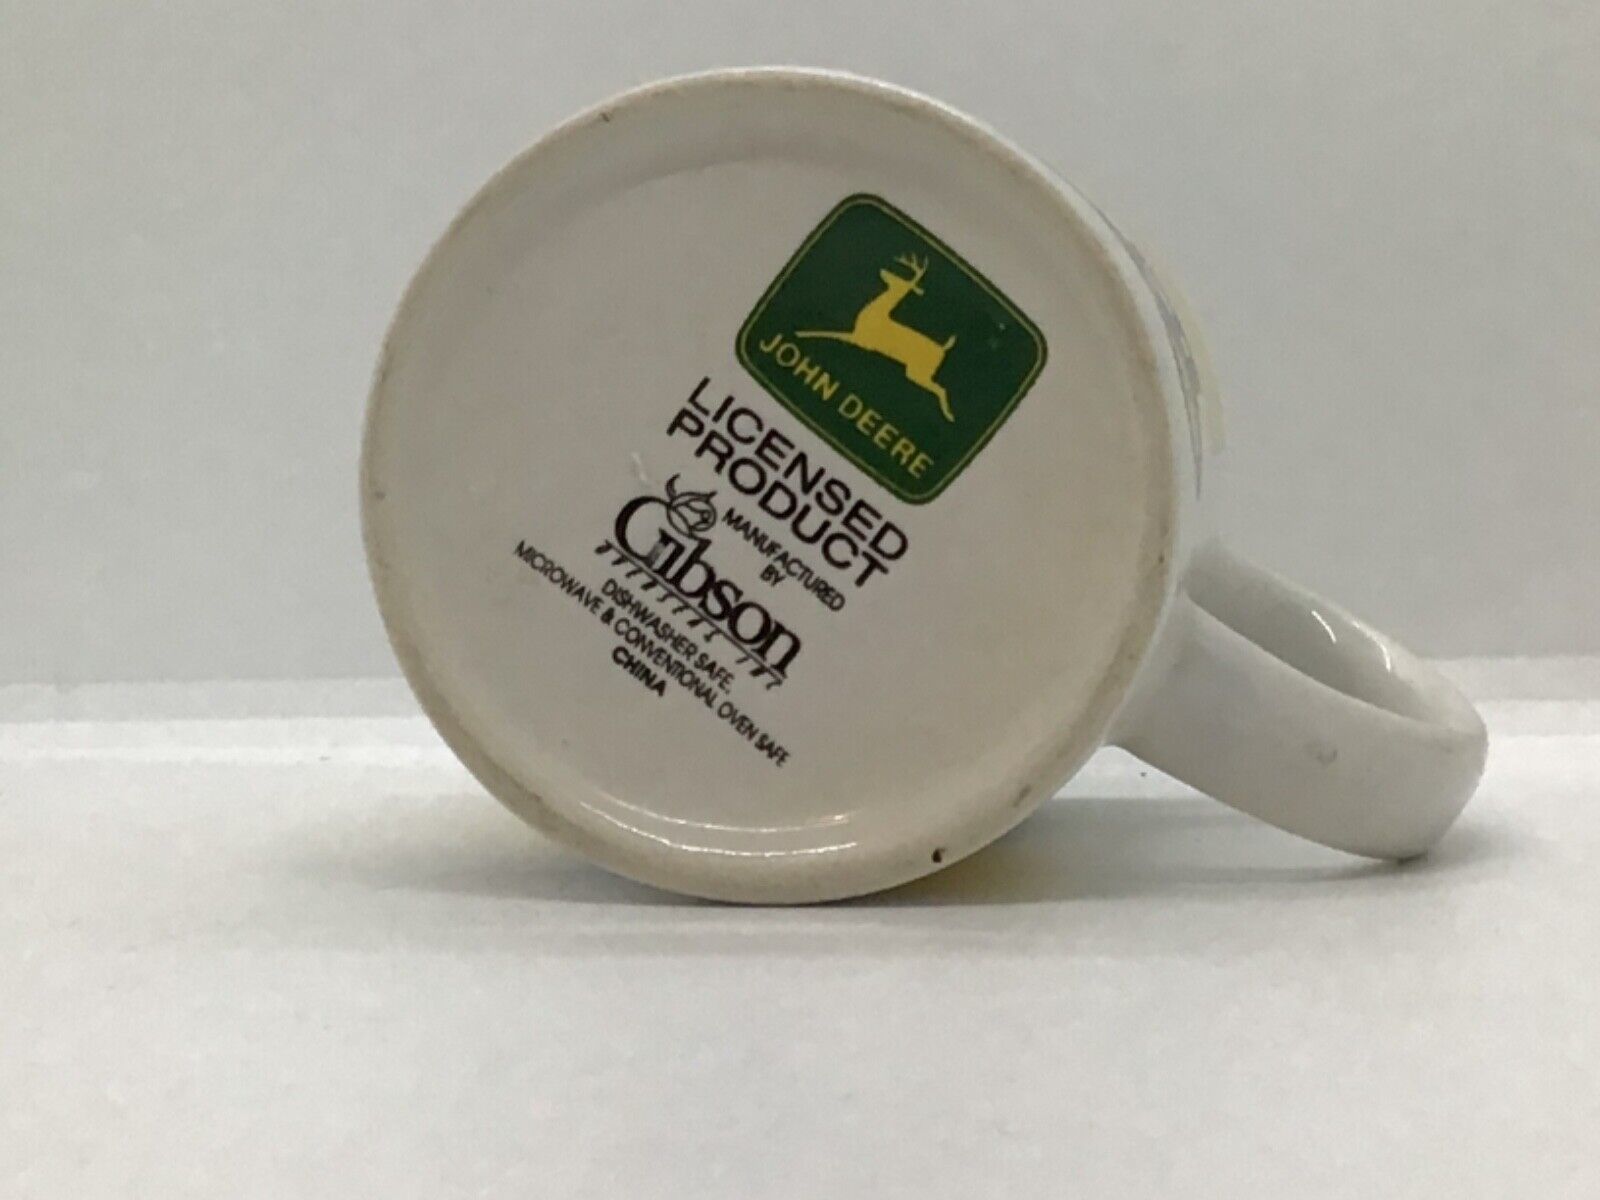 JOHN DEERE
LICENSED
PRODUCT
MANUFACTURED
BY
Gibson
DISHWASHER SAFE,
MICROWAVE & CONVENTIONAL OVEN SAFE
CHINA